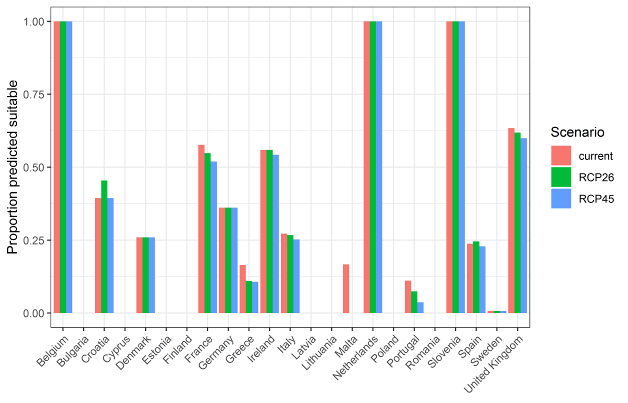 1.00
0.75
0.50
0.25
0.00
Proportion predicted suitable
Belgium
Bulgaria
Croatia
Cyprus
Denmark
Estonia
Finland
France
Germany
Greece
Ireland
Italy
Latvia
Lithuania
Malta
Netherlands
Poland
Portugal
Romania
Slovenia
Spain
Sweden
United Kingdom
Scenario
current
RCP26
RCP45